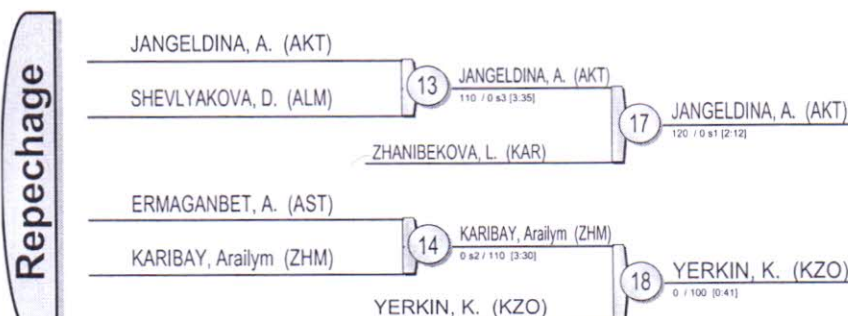 Repechage
JANGELDINA, A. (AKT)
SHEVLYAKOVA, D. (ALM)
13
JANGELDINA, A. (AKT)
110 / 0 s3 [3:35]
ZHANIBEKOVA, L. (KAR)
17
JANGELDINA, A. (AKT)
120 / 0 s1 [2:12]
ERMAGANBET, A. (AST)
KARIBAY, Arailym (ZHM)
14
KARIBAY, Arailym (ZHM)
0 s2 / 110 [3:30]
YERKIN, K. (KZO)
18
YERKIN, K. (KZO)
0 / 100 [0:41]